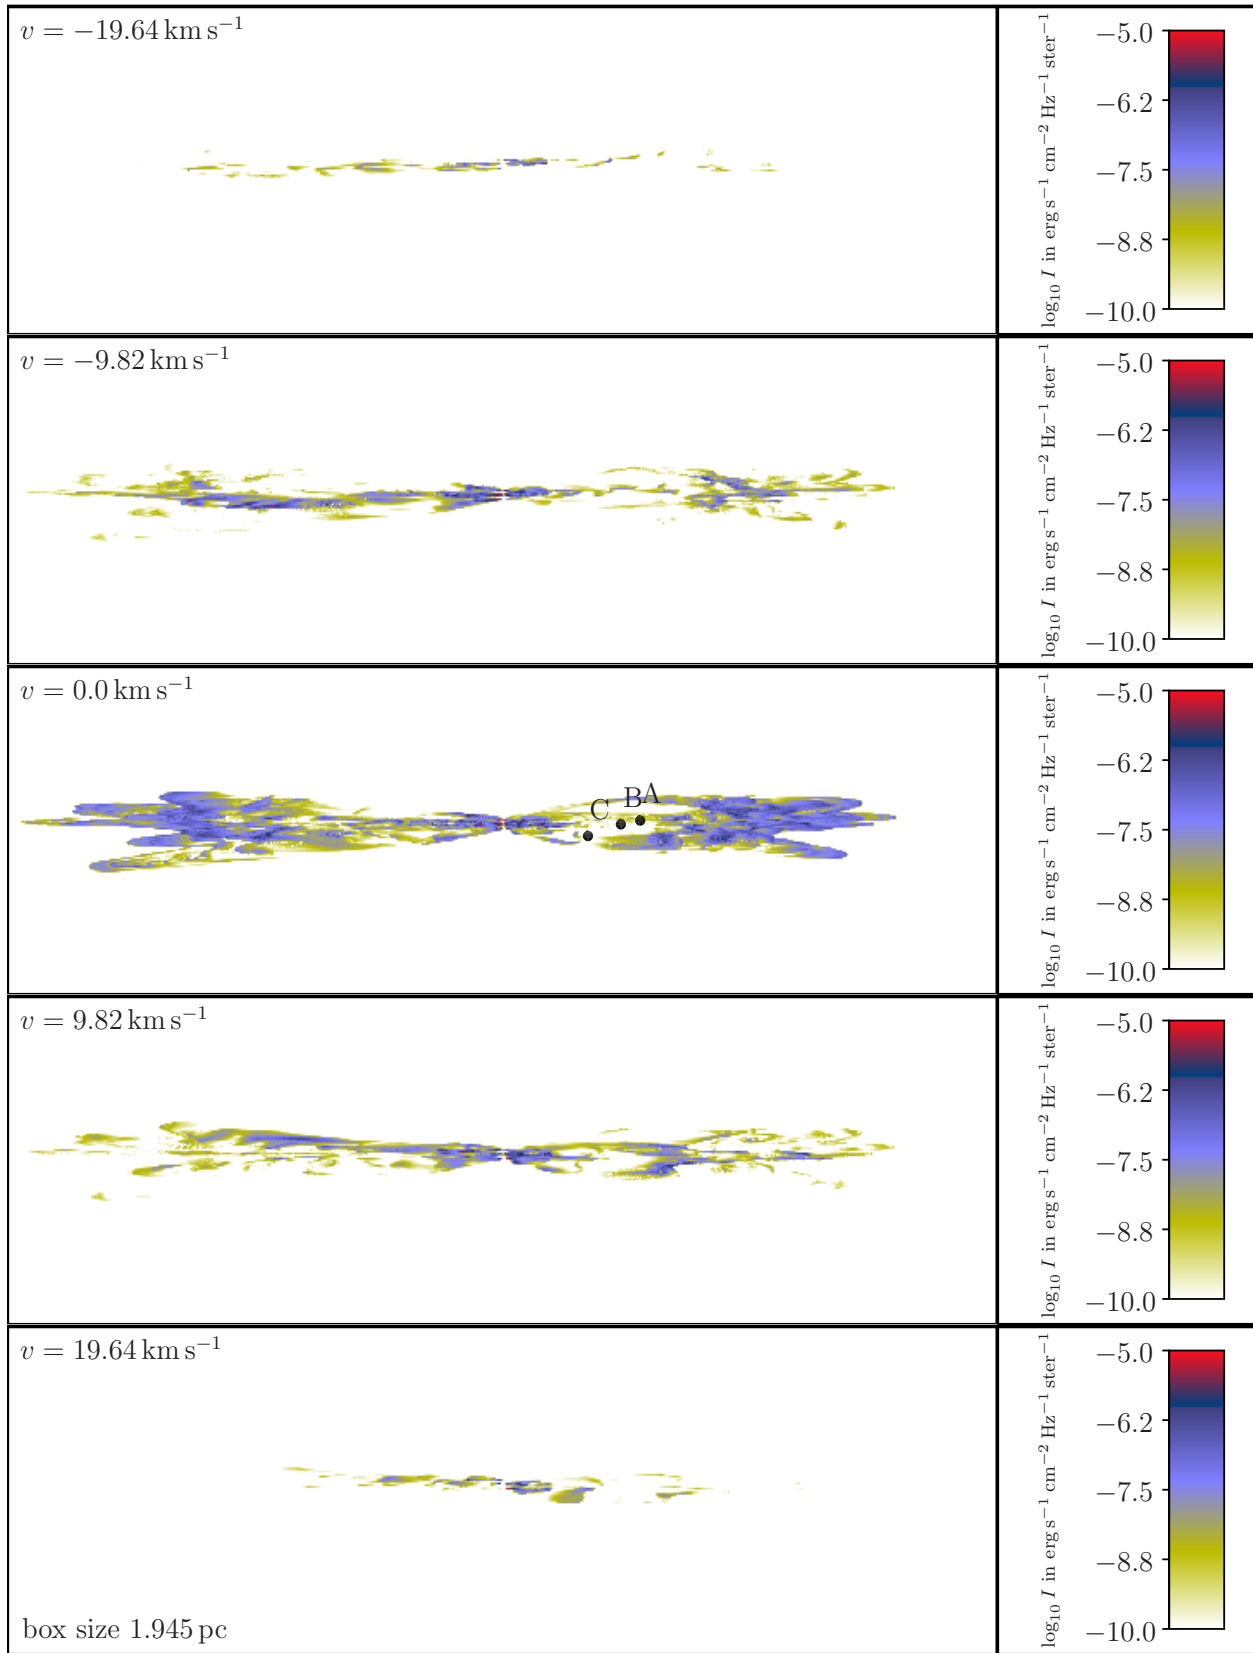 v = −19.64 km s⁻¹
log₁₀ I in erg s⁻¹ cm⁻² Hz⁻¹ ster⁻¹
−5.0
−6.2
−7.5
−8.8
−10.0
v = −9.82 km s⁻¹
log₁₀ I in erg s⁻¹ cm⁻² Hz⁻¹ ster⁻¹
−5.0
−6.2
−7.5
−8.8
−10.0
v = 0.0 km s⁻¹
C
B
A
log₁₀ I in erg s⁻¹ cm⁻² Hz⁻¹ ster⁻¹
−5.0
−6.2
−7.5
−8.8
−10.0
v = 9.82 km s⁻¹
log₁₀ I in erg s⁻¹ cm⁻² Hz⁻¹ ster⁻¹
−5.0
−6.2
−7.5
−8.8
−10.0
v = 19.64 km s⁻¹
box size 1.945 pc
log₁₀ I in erg s⁻¹ cm⁻² Hz⁻¹ ster⁻¹
−5.0
−6.2
−7.5
−8.8
−10.0